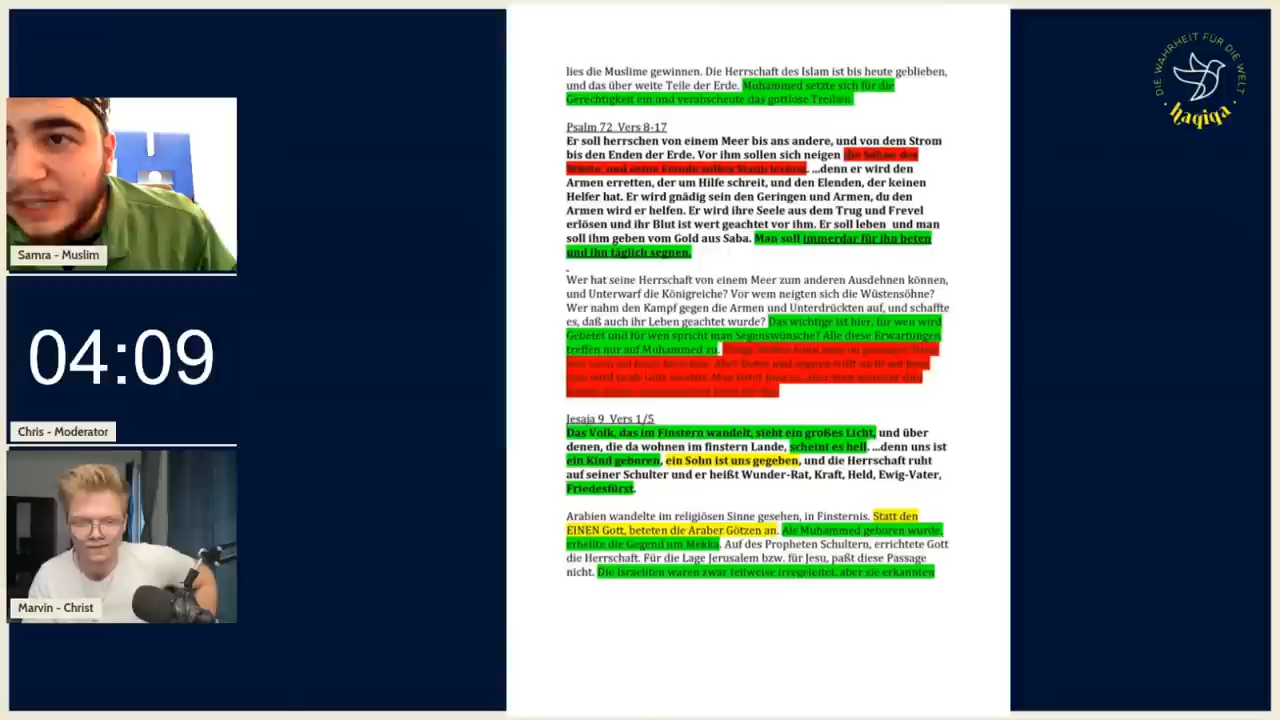 lies die Muslime gewinnen. Die Herrschaft des Islam ist bis heute geblieben,
und das über weite Teile der Erde. Muhammed setzte sich für die
Gerechtigkeit ein und verabscheute das gottlose Treiben.
Psalm 72 Vers 8-17
Er soll herrschen von einem Meer bis ans andere, und von dem Strom
bis den Enden der Erde. Vor ihm sollen sich neigen die Söhne der
Wüste, und seine Feinde sollen Staub lecken. ...denn er wird den
Armen erretten, der um Hilfe schreit, und den Elenden, der keinen
Helfer hat. Er wird gnädig sein den Geringen und Armen, du den
Armen wird er helfen. Er wird ihre Seele aus dem Trug und Frevel
erlösen und ihr Blut ist wert geachtet vor ihm. Er soll leben und man
soll ihm geben vom Gold aus Saba. Man soll immerdar für ihn beten
und ihn täglich segnen.
Wer hat seine Herrschaft von einem Meer zum anderen Ausdehnen können,
und Unterwarf die Königreiche? Vor wem neigten sich die Wüstensöhne?
Wer nahm den Kampf gegen die Armen und Unterdrückten auf, und schaffte
es, daß auch ihr Leben geachtet wurde? Das wichtige ist hier, für wen wird
Gebetet und für wen spricht man Segenswünsche? Alle diese Erwartungen
treffen nur auf Muhammed zu.
Jesaja 9 Vers 1/5
Das Volk, das im Finstern wandelt, sieht ein großes Licht, und über
denen, die da wohnen im finstern Lande, scheint es hell. ...denn uns ist
ein Kind geboren, ein Sohn ist uns gegeben, und die Herrschaft ruht
auf seiner Schulter und er heißt Wunder-Rat, Kraft, Held, Ewig-Vater,
Friedesfürst.
Arabien wandelte im religiösen Sinne gesehen, in Finsternis. Statt den
EINEN Gott, beteten die Araber Götzen an. Als Muhammed geboren wurde,
erhellte die Gegend um Mekka. Auf des Propheten Schultern, errichtete Gott
die Herrschaft. Für die Lage Jerusalem bzw. für Jesu, paßt diese Passage
nicht. Die Israeliten waren zwar teilweise irregeleitet, aber sie erkannten
Samra - Muslim
04:09
Chris - Moderator
Marvin - Christ
DIE WAHRHEIT FÜR DIE WELT
haqiqa